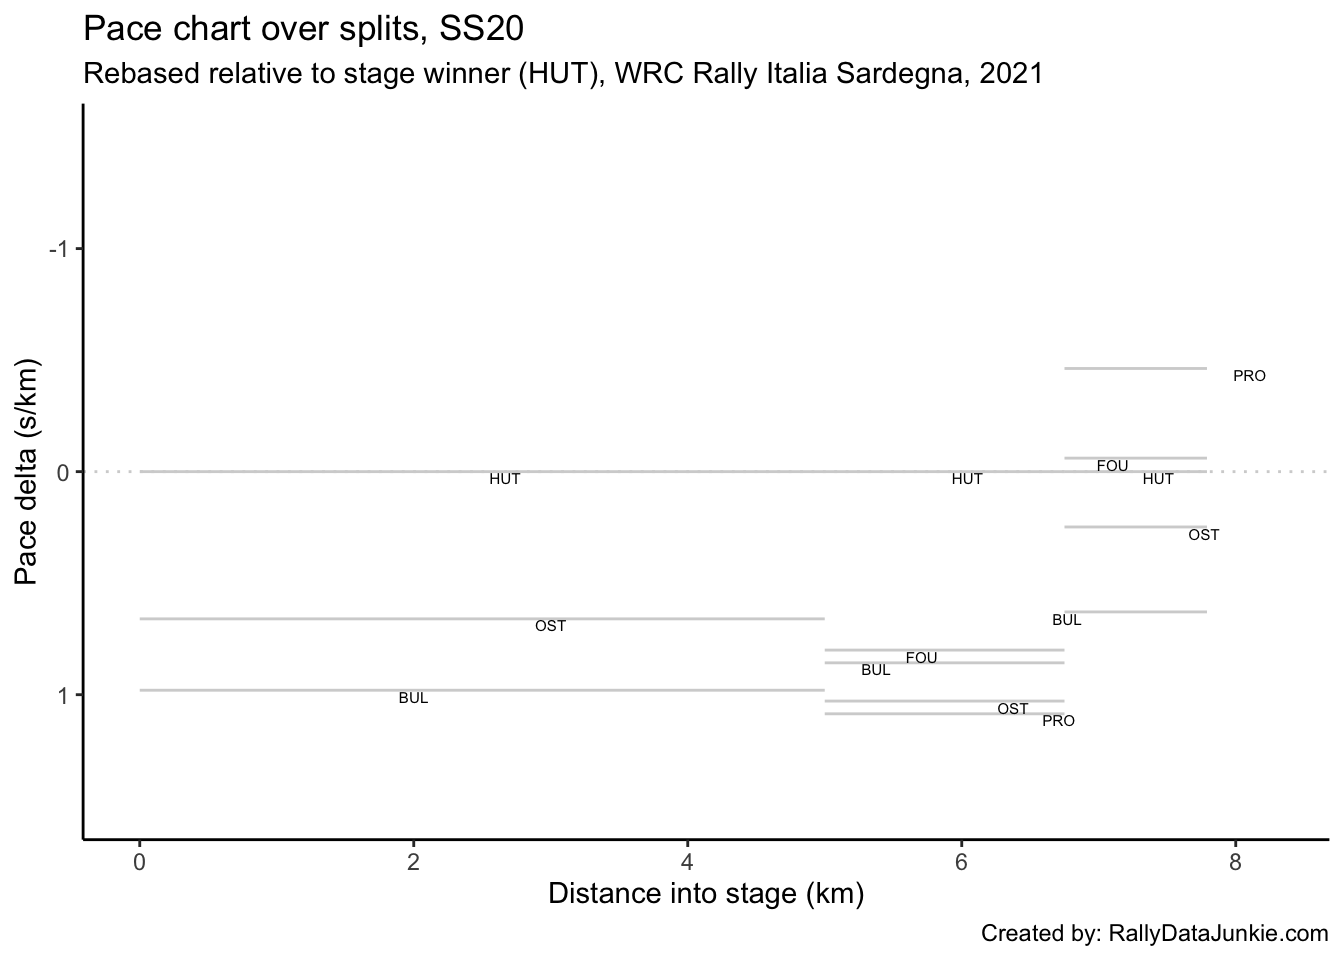 Pace chart over splits, SS20
Rebased relative to stage winner (HUT), WRC Rally Italia Sardegna, 2021
Pace delta (s/km)
-1
0
1
PRO
FOU
HUT
HUT
HUT
OST
OST
BUL
FOU
BUL
BUL
OST
PRO
0
2
4
6
8
Distance into stage (km)
Created by: RallyDataJunkie.com